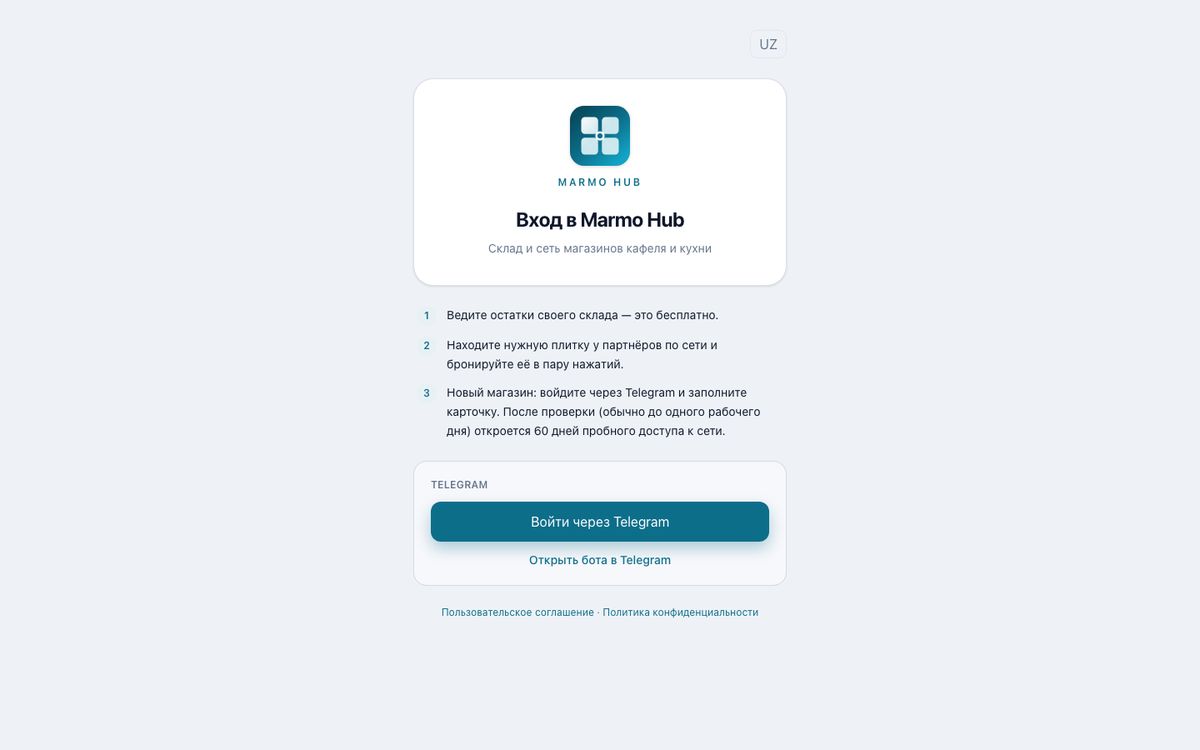 UZ
MARMO HUB
Вход в Marmo Hub
Склад и сеть магазинов кафеля и кухни
1 Ведите остатки своего склада — это бесплатно.
2 Находите нужную плитку у партнёров по сети и
бронируйте её в пару нажатий.
3 Новый магазин: войдите через Telegram и заполните
карточку. После проверки (обычно до одного рабочего
дня) откроется 60 дней пробного доступа к сети.
TELEGRAM
Войти через Telegram
Открыть бота в Telegram
Пользовательское соглашение · Политика конфиденциальности